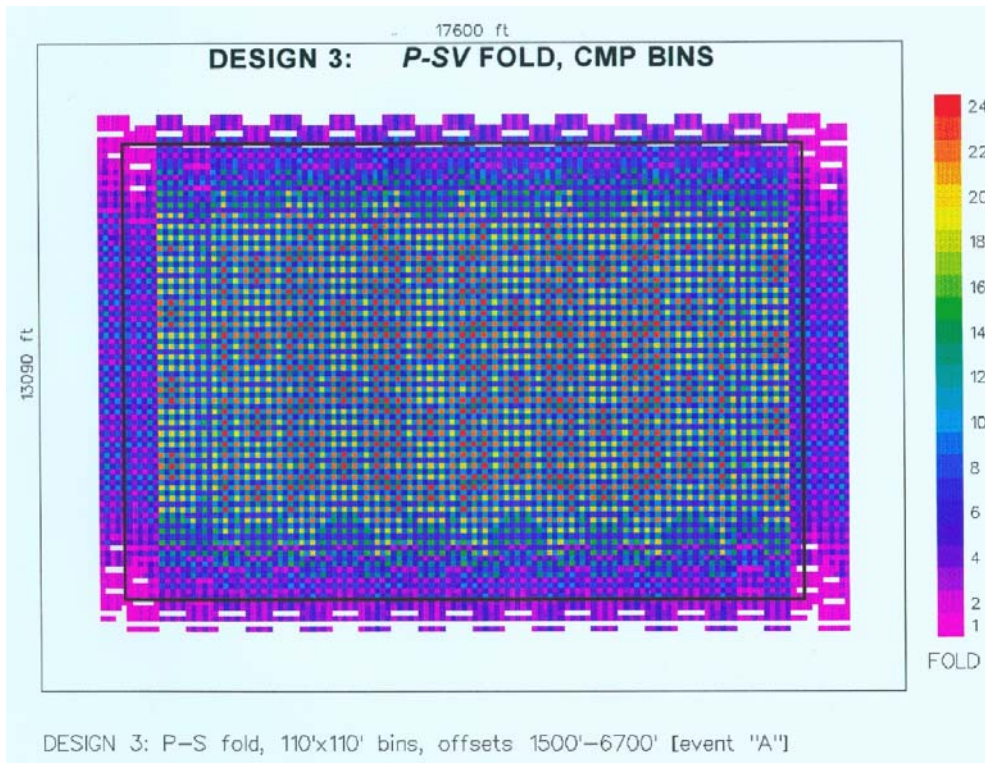 17600 ft
DESIGN 3: P-SV FOLD, CMP BINS
13090 ft
24
22
20
18
16
14
12
10
8
6
4
2
1
FOLD
DESIGN 3: P-S fold, 110'x110' bins, offsets 1500'-6700' [event "A"]